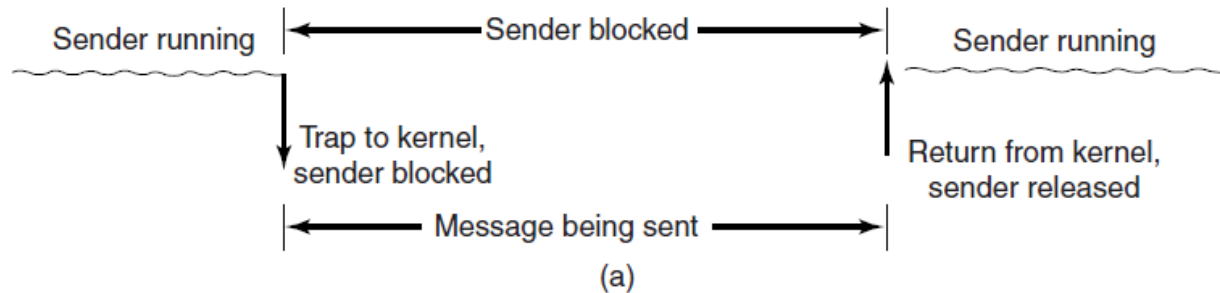 Sender running
Sender blocked
Sender running
Trap to kernel,
sender blocked
Return from kernel,
sender released
Message being sent
(a)